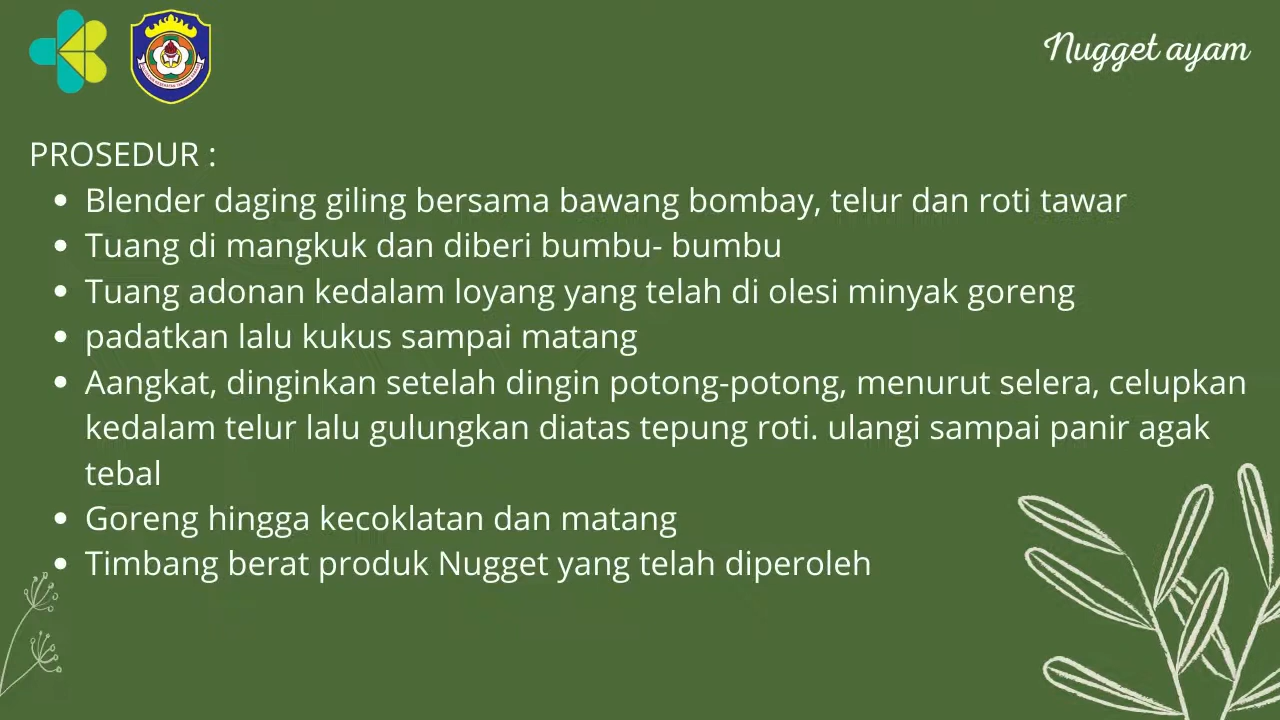 Nugget ayam
PROSEDUR :
Blender daging giling bersama bawang bombay, telur dan roti tawar
Tuang di mangkuk dan diberi bumbu- bumbu
Tuang adonan kedalam loyang yang telah di olesi minyak goreng
padatkan lalu kukus sampai matang
Aangkat, dinginkan setelah dingin potong-potong, menurut selera, celupkan
kedalam telur lalu gulungkan diatas tepung roti. ulangi sampai panir agak
tebal
Goreng hingga kecoklatan dan matang
Timbang berat produk Nugget yang telah diperoleh